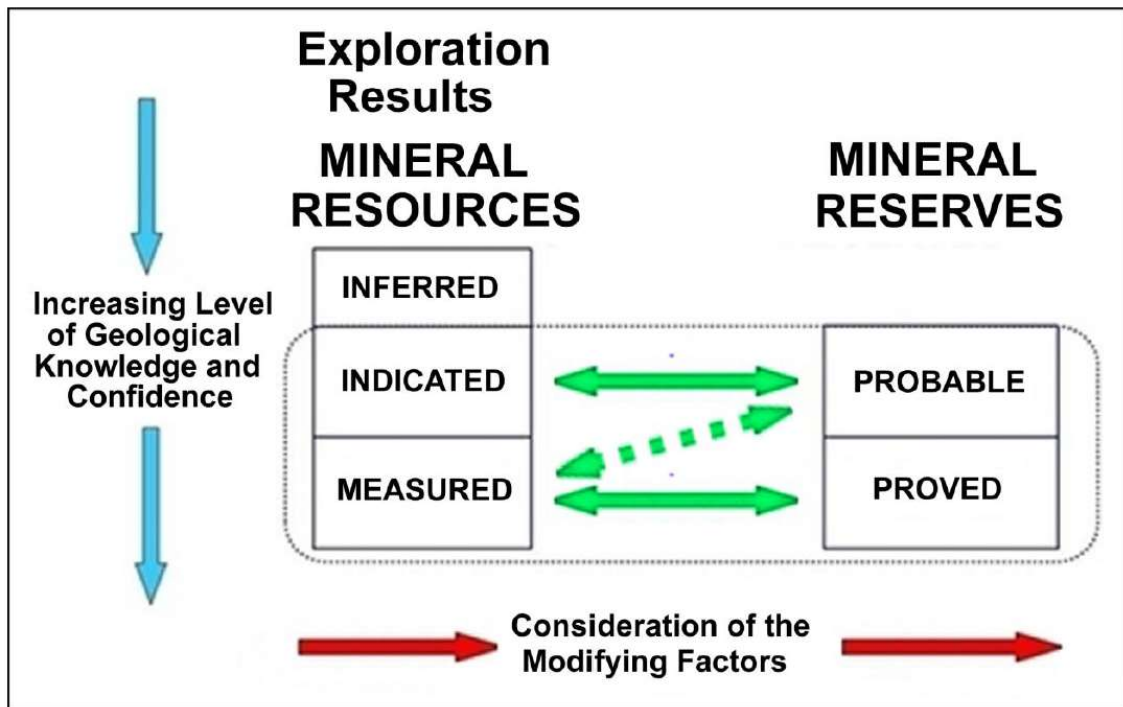 Exploration
Results
MINERAL
RESOURCES
MINERAL
RESERVES
Increasing Level
of Geological
Knowledge and
Confidence
INFERRED
INDICATED
MEASURED
PROBABLE
PROVED
Consideration of the
Modifying Factors